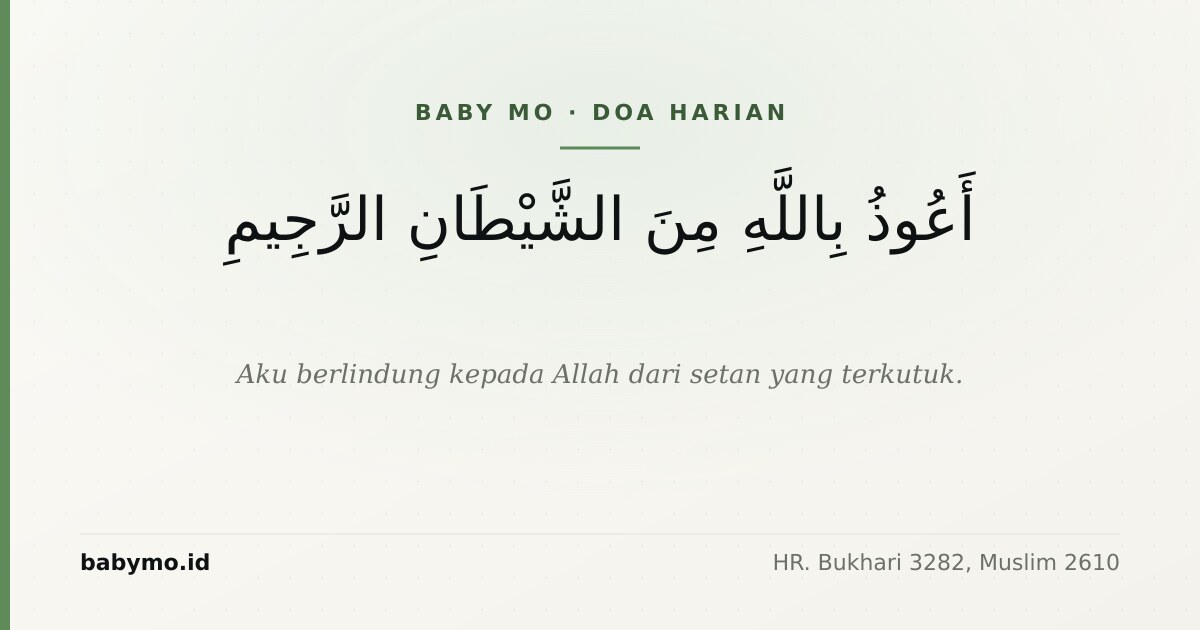 BABY MO · DOA HARIAN
أَعُوذُ بِاللَّهِ مِنَ الشَّيْطَانِ الرَّجِيمِ
Aku berlindung kepada Allah dari setan yang terkutuk.
babymo.id
HR. Bukhari 3282, Muslim 2610